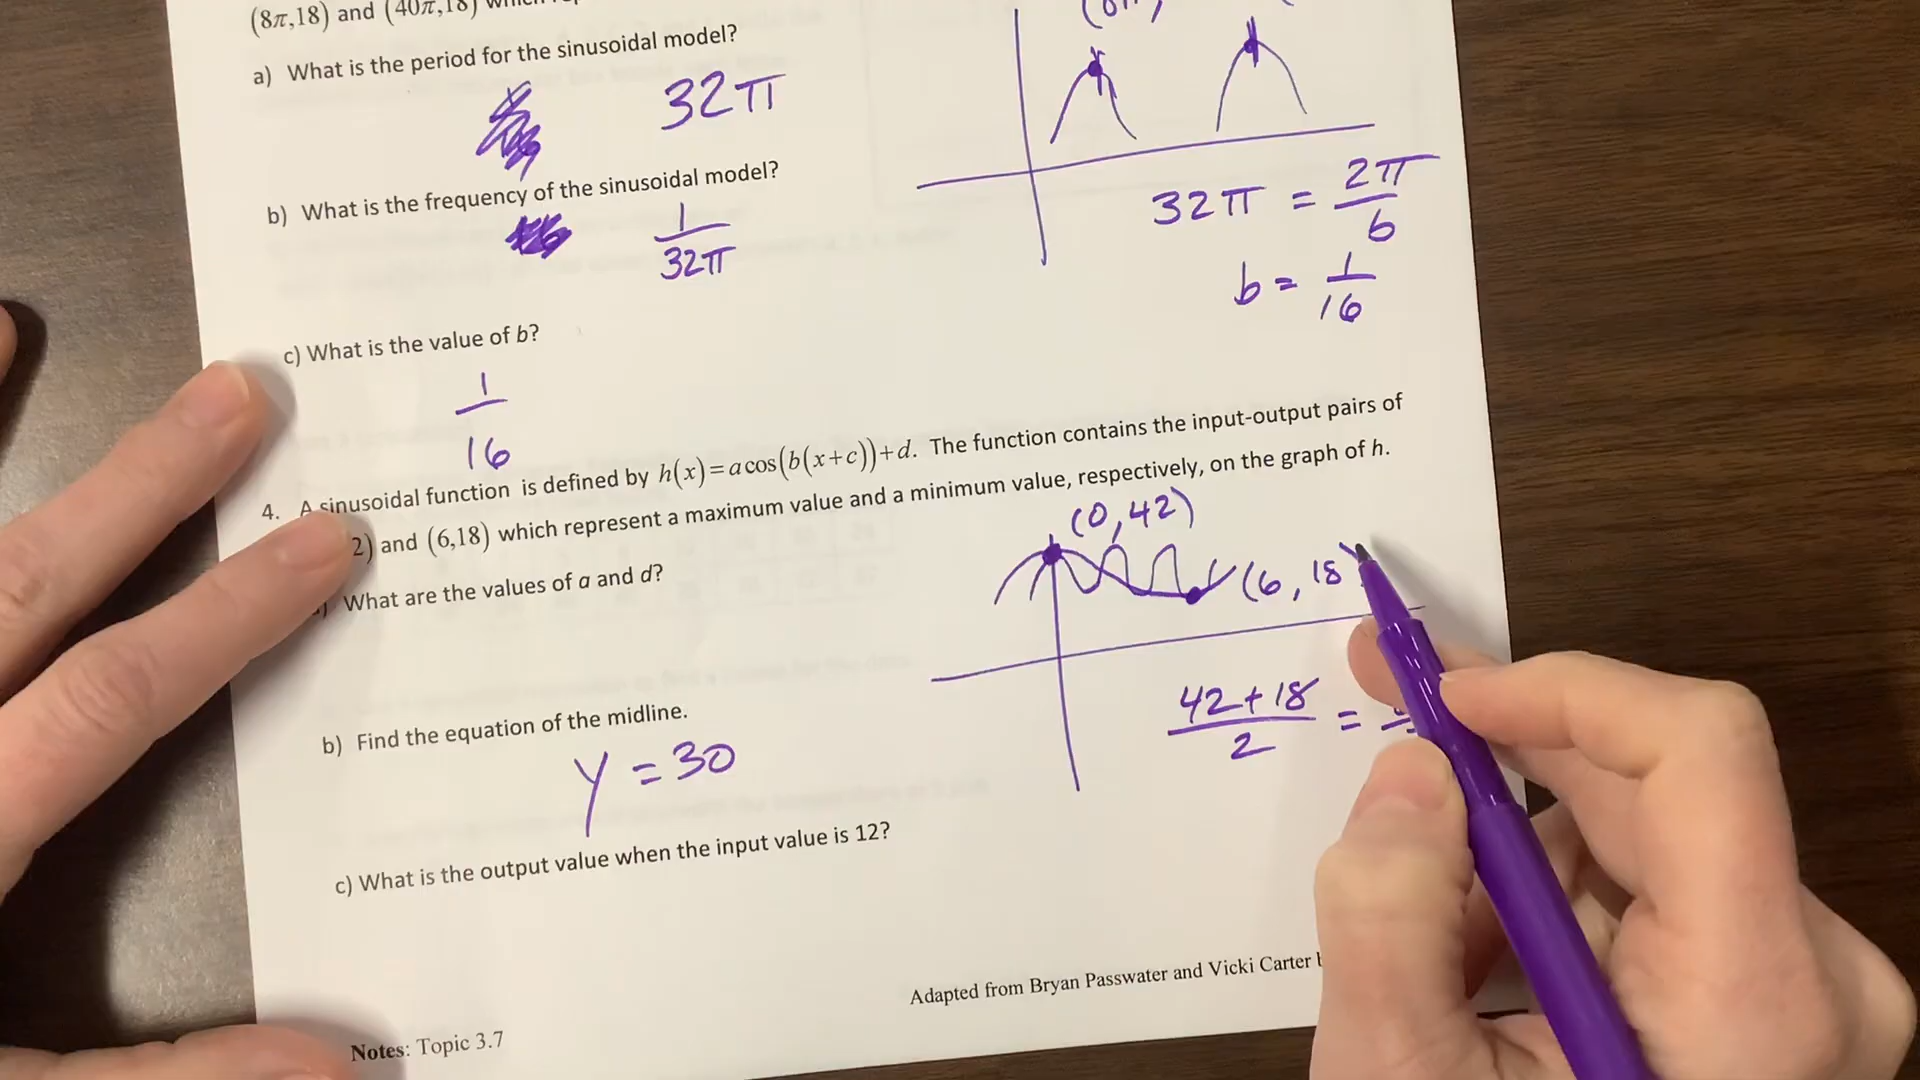 (8π,18) and (40π,18)
a) What is the period for the sinusoidal model?
32π
b) What is the frequency of the sinusoidal model?
1/32π
32π = 2π/b
b = 1/16
c) What is the value of b?
1/16
4. A sinusoidal function is defined by h(x)=a cos(b(x+c))+d. The function contains the input-output pairs of
2) and (6,18) which represent a maximum value and a minimum value, respectively, on the graph of h.
(0,42)
(6,18)
What are the values of a and d?
42+18/2 =
b) Find the equation of the midline.
y = 30
c) What is the output value when the input value is 12?
Adapted from Bryan Passwater and Vicki Carter
Notes: Topic 3.7